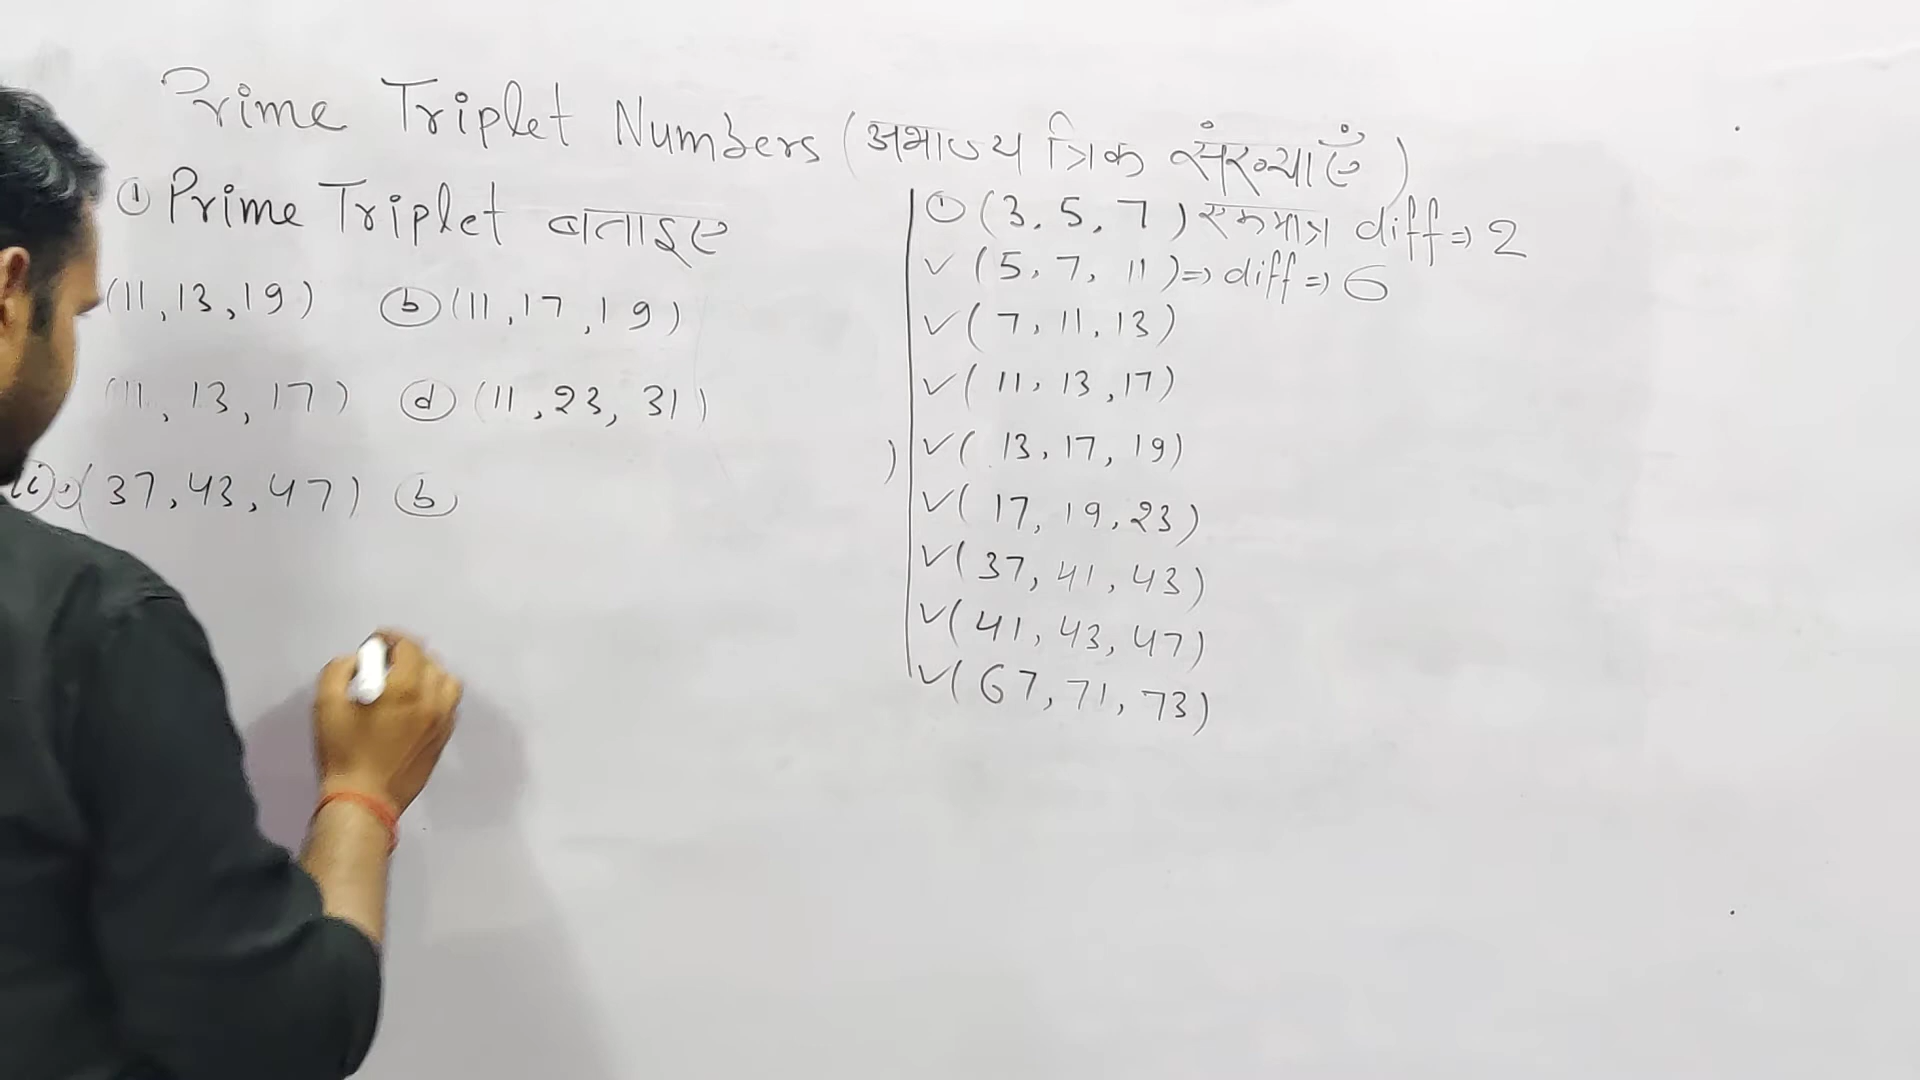 Prime Triplet Numbers (अभाज्य त्रिक संख्याएँ)
① Prime Triplet बताइए
(11, 13, 19) ⓑ (11, 17, 19)
(11, 13, 17) ⓓ (11, 23, 31)
(37, 43, 47) ⓑ
)
① (3, 5, 7) एकमात्र diff ⇒ 2
✓ (5, 7, 11) ⇒ diff ⇒ 6
✓ (7, 11, 13)
✓ (11, 13, 17)
✓ (13, 17, 19)
✓ (17, 19, 23)
✓ (37, 41, 43)
✓ (41, 43, 47)
✓ (67, 71, 73)